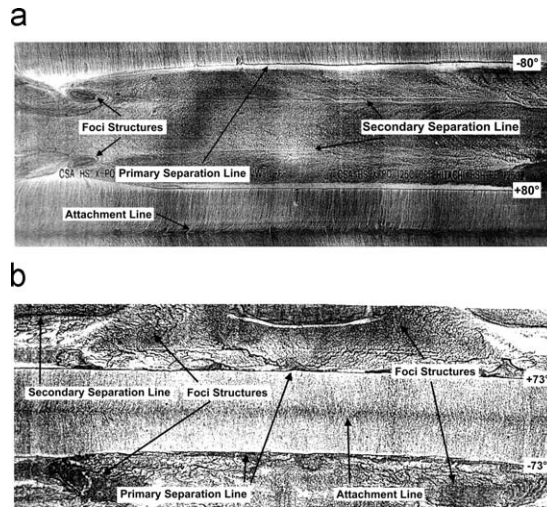 a
-80°
Foci Structures
Secondary Separation Line
Primary Separation Line
+80°
Attachment Line
b
Foci Structures
+73°
Secondary Separation Line
Foci Structures
-73°
Primary Separation Line
Attachment Line